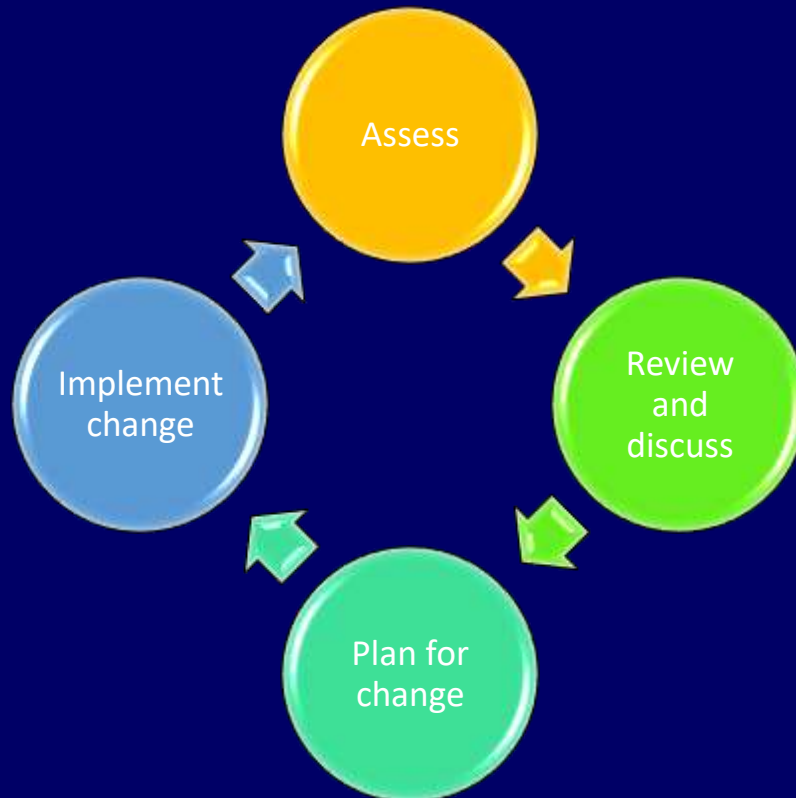 Assess
Review
and
discuss
Plan for
change
Implement
change